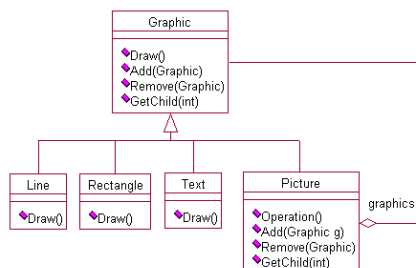 Graphic
Draw()
Add(Graphic)
Remove(Graphic)
GetChild(int)
Line
Draw()
Rectangle
Draw()
Text
Draw()
Picture
Operation()
Add(Graphic g)
Remove(Graphic)
GetChild(int)
graphics